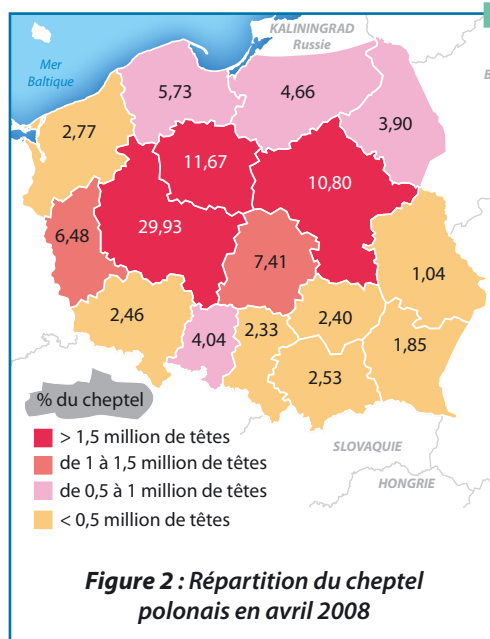 KALININGRAD
Russie
Mer
Baltique
5,73
4,66
3,90
2,77
11,67
10,80
29,93
6,48
7,41
1,04
2,46
4,04
2,33
2,40
1,85
2,53
% du cheptel
> 1,5 million de têtes
de 1 à 1,5 million de têtes
de 0,5 à 1 million de têtes
< 0,5 million de têtes
SLOVAQUIE
HONGRIE
Figure 2 : Répartition du cheptel
polonais en avril 2008